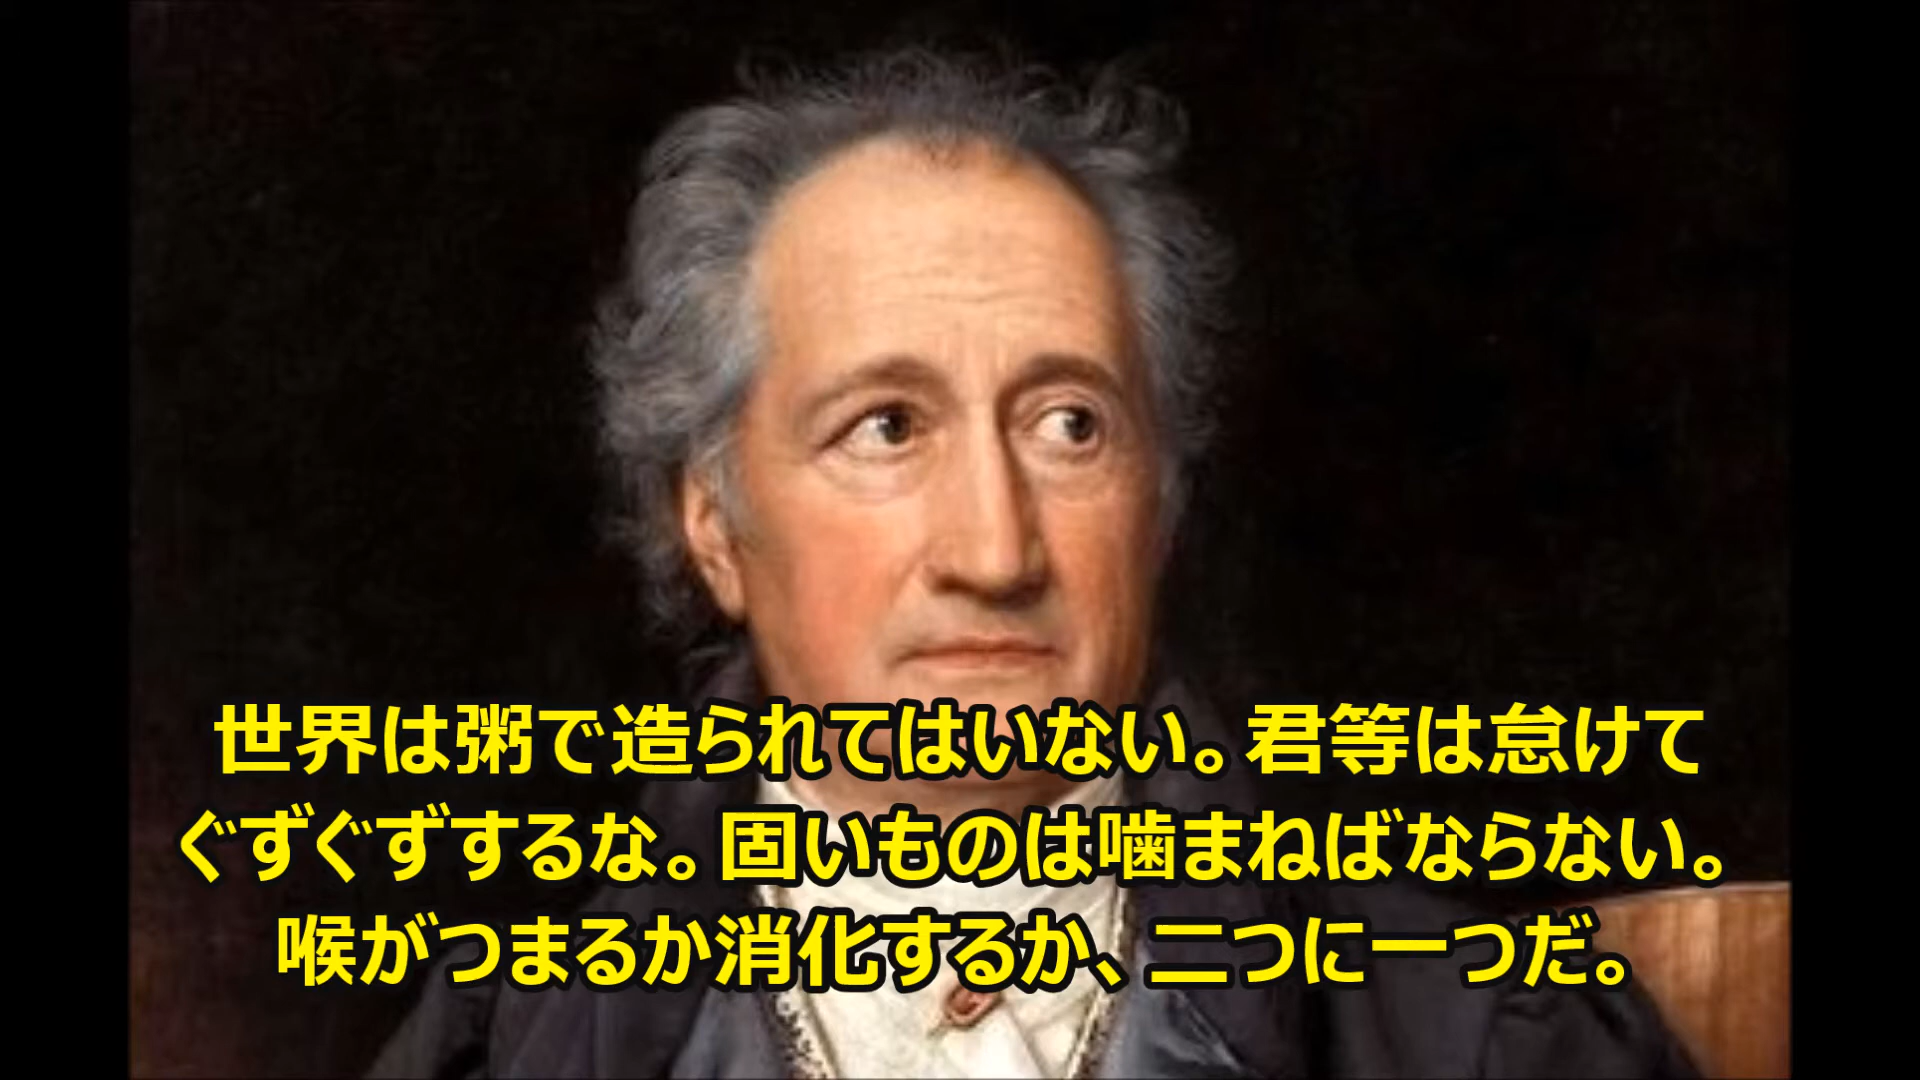 世界は粥で造られてはいない。君等は怠けて
ぐずぐずするな。固いものは噛まねばならない。
喉がつまるか消化するか、二つに一つだ。